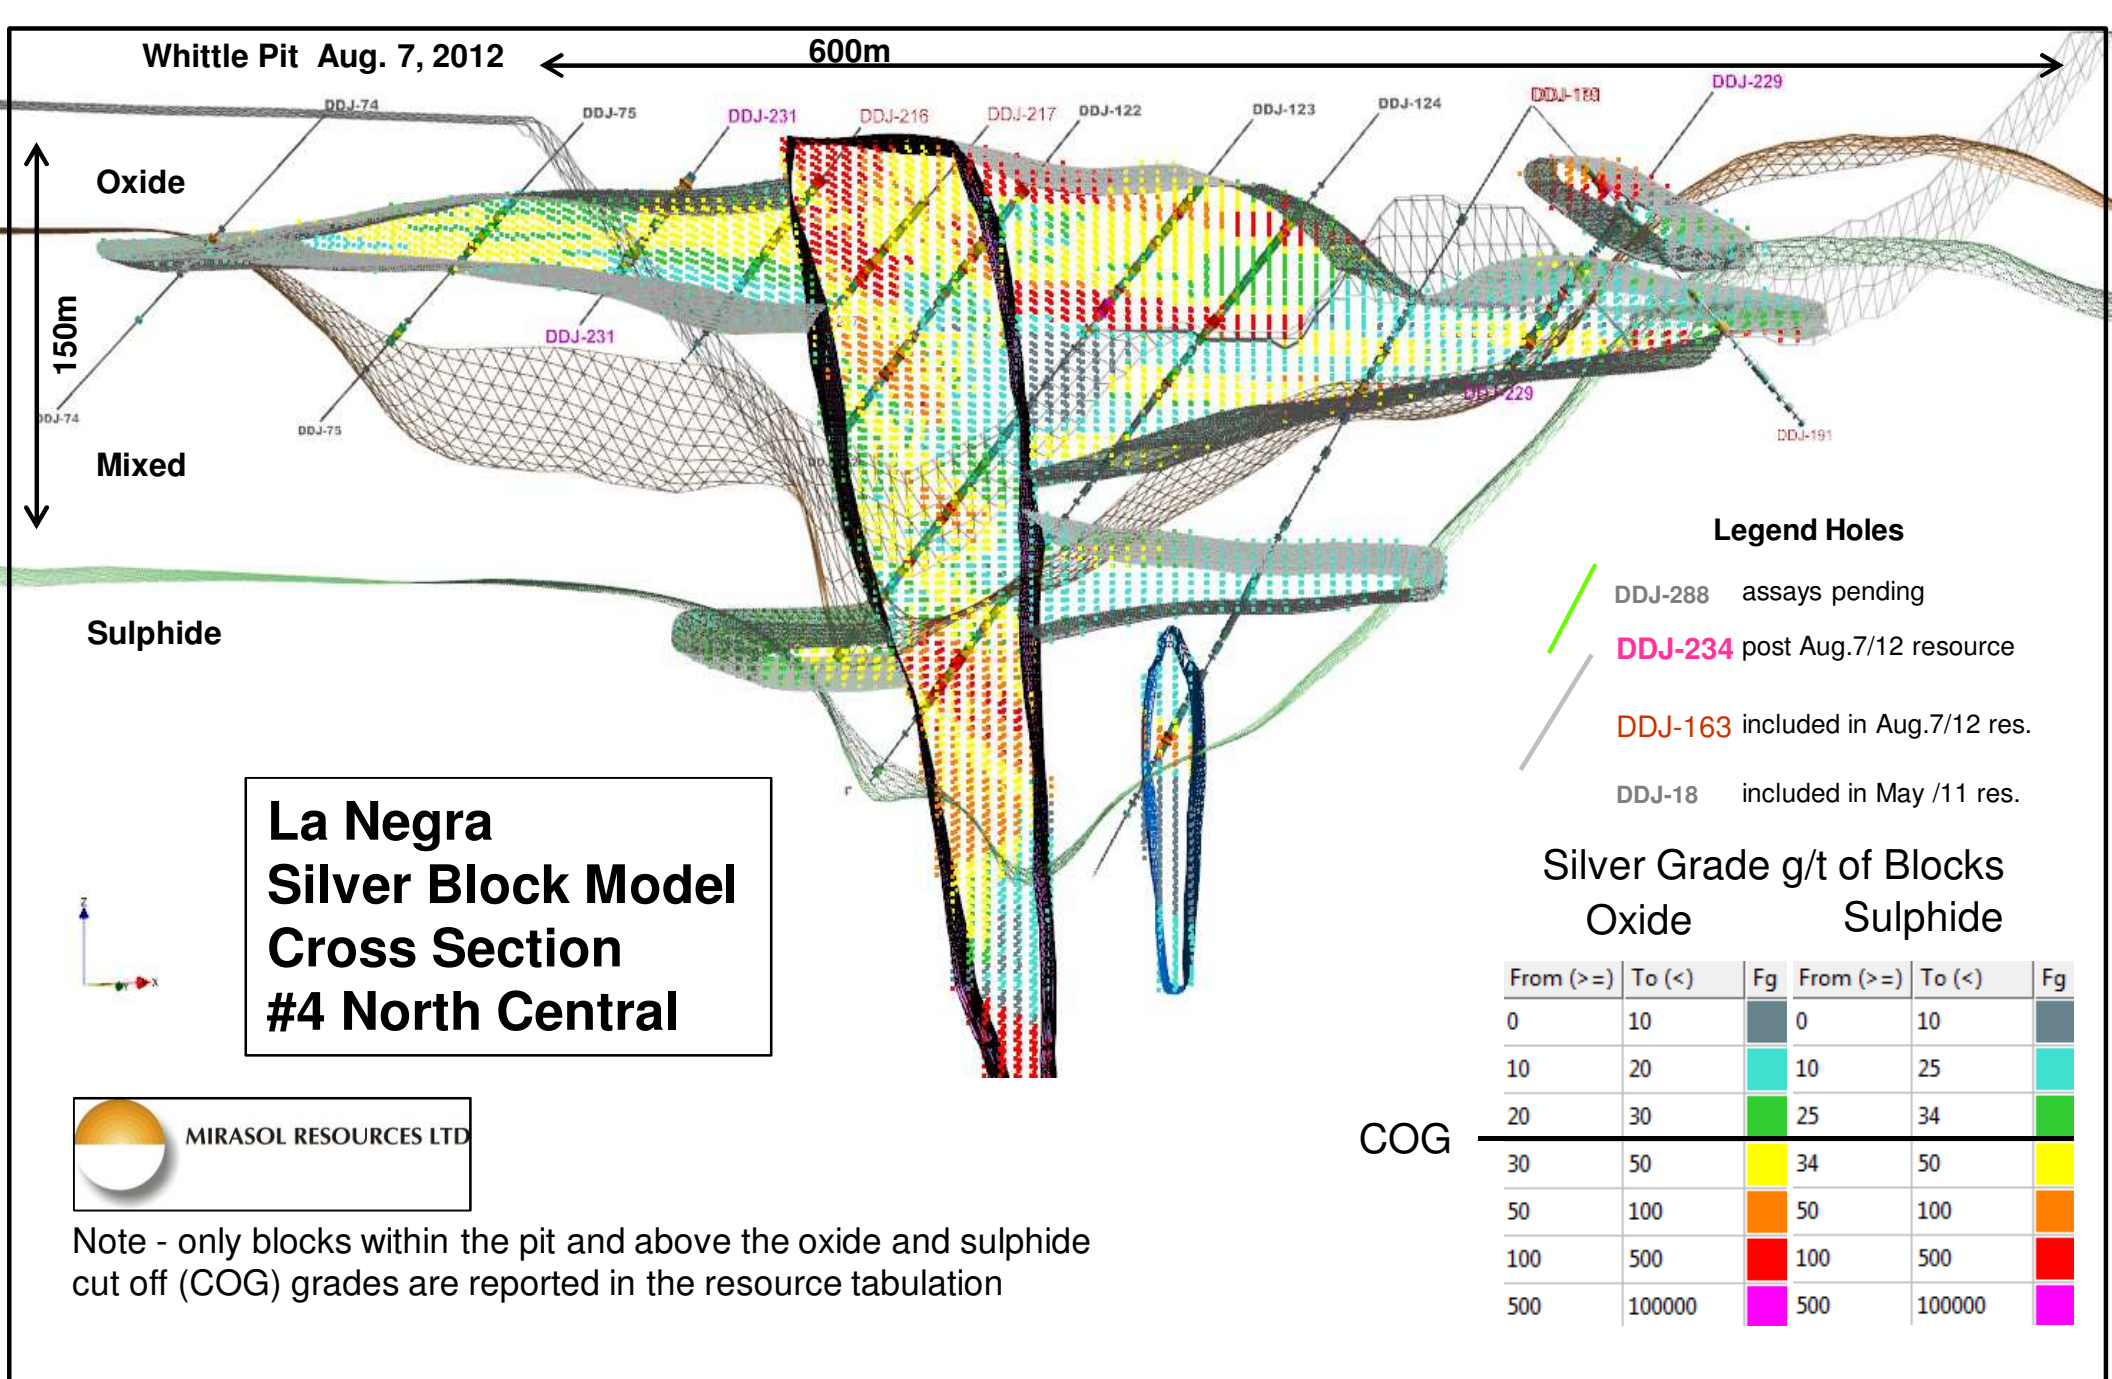 Whittle Pit  Aug. 7, 2012
600m
DDJ-74
DDJ-75
DDJ-231
DDJ-216
DDJ-217
DDJ-122
DDJ-123
DDJ-124
DDJ-229
Oxide
150m
DDJ-231
DDJ-229
DDJ-74
DDJ-75
DDJ-191
Mixed
Sulphide
Legend Holes
DDJ-288 assays pending
DDJ-234 post Aug.7/12 resource
DDJ-163 included in Aug.7/12 res.
DDJ-18 included in May /11 res.
La Negra
Silver Block Model
Cross Section
#4 North Central
Z
Y
X
Silver Grade g/t of Blocks
Oxide Sulphide
From (>=) To (<) Fg From (>=) To (<) Fg
0 10 0 10
10 20 10 25
20 30 25 34
COG
30 50 34 50
50 100 50 100
100 500 100 500
500 100000 500 100000
MIRASOL RESOURCES LTD
Note - only blocks within the pit and above the oxide and sulphide
cut off (COG) grades are reported in the resource tabulation